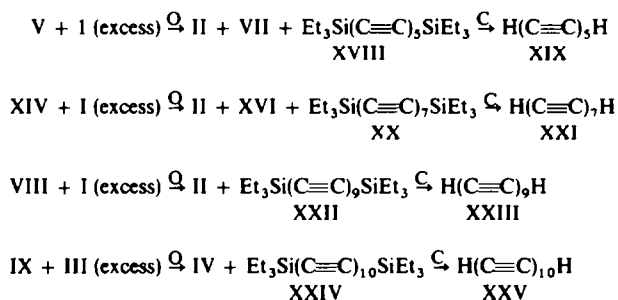 V + 1 (excess) →Q II + VII + Et₃Si(C≡C)₅SiEt₃ →C H(C≡C)₅H
XVIII XIX
XIV + I (excess) →Q II + XVI + Et₃Si(C≡C)₇SiEt₃ →C H(C≡C)₇H
XX XXI
VIII + I (excess) →Q II + Et₃Si(C≡C)₉SiEt₃ →C H(C≡C)₉H
XXII XXIII
IX + III (excess) →Q IV + Et₃Si(C≡C)₁₀SiEt₃ →C H(C≡C)₁₀H
XXIV XXV